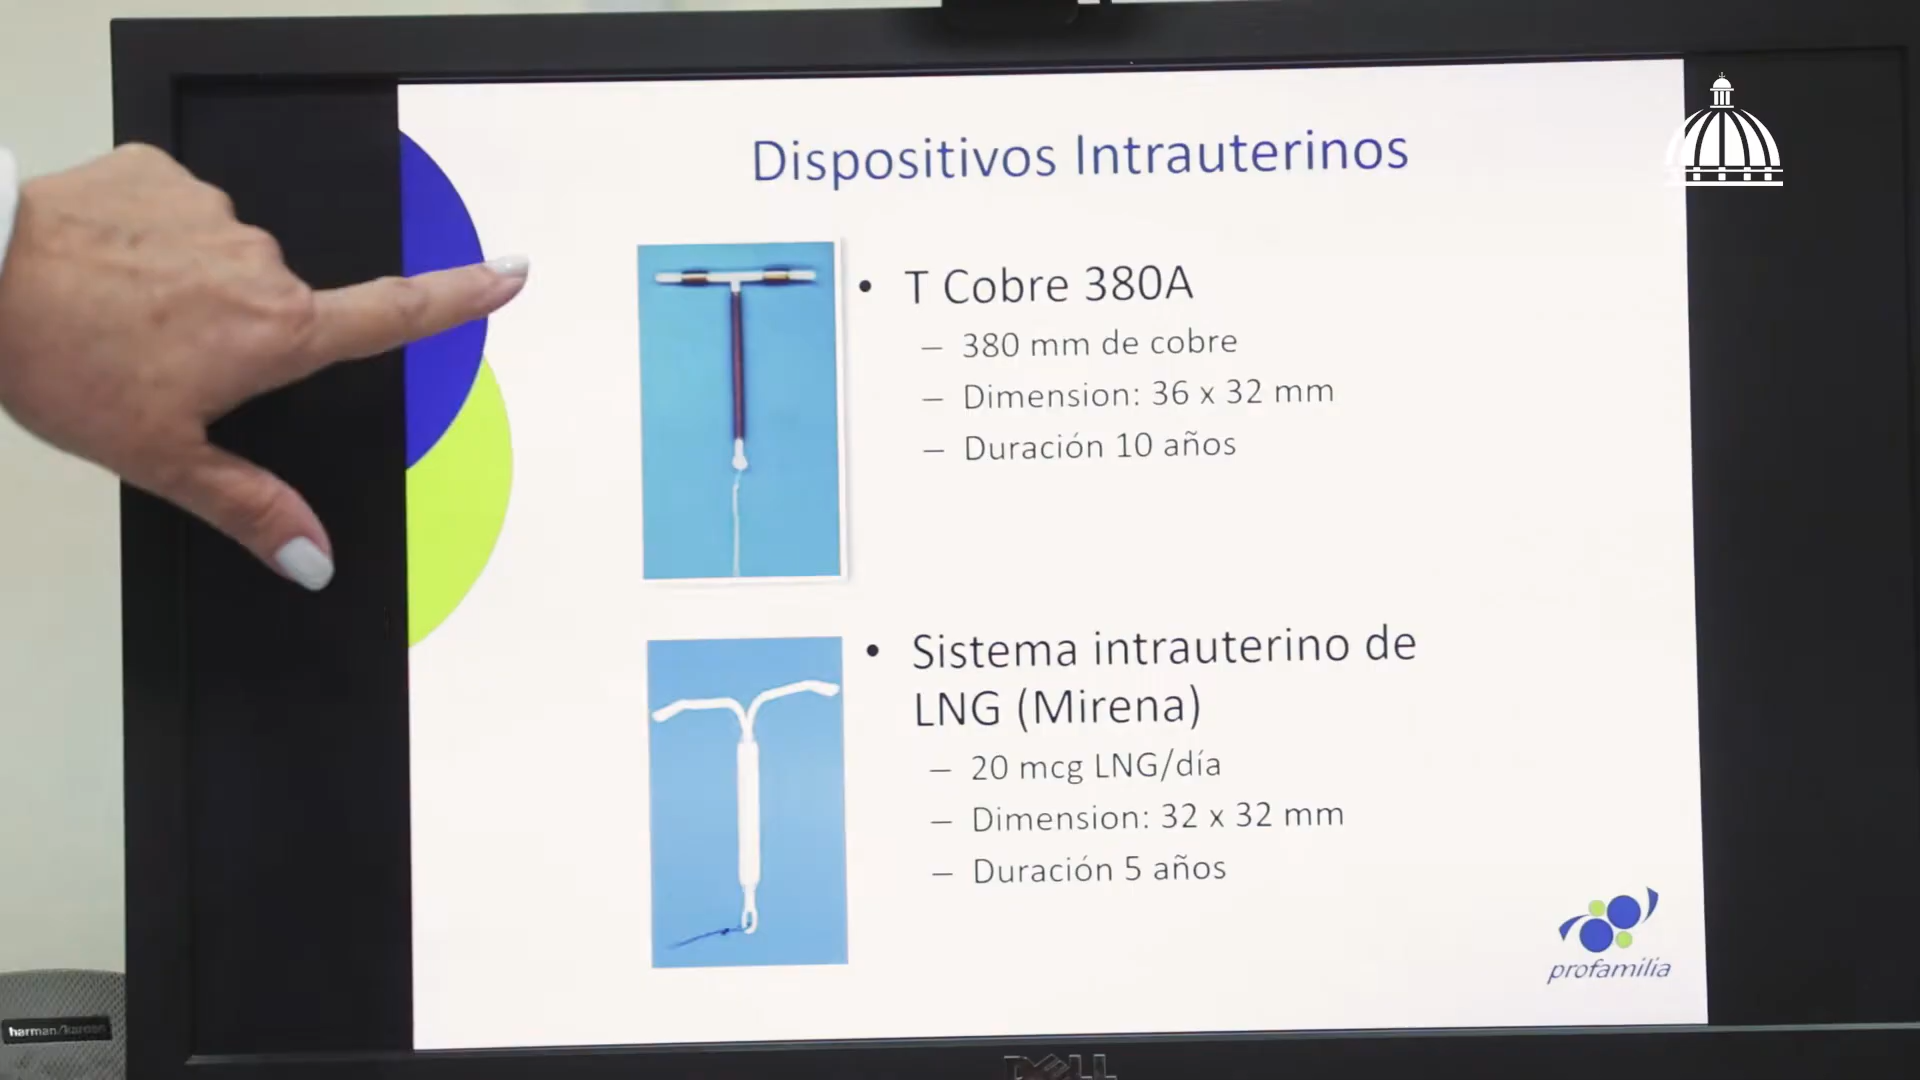 Dispositivos Intrauterinos
• T Cobre 380A
– 380 mm de cobre
– Dimension: 36 x 32 mm
– Duración 10 años
• Sistema intrauterino de
LNG (Mirena)
– 20 mcg LNG/día
– Dimension: 32 x 32 mm
– Duración 5 años
profamilia
harman/kardon
DELL